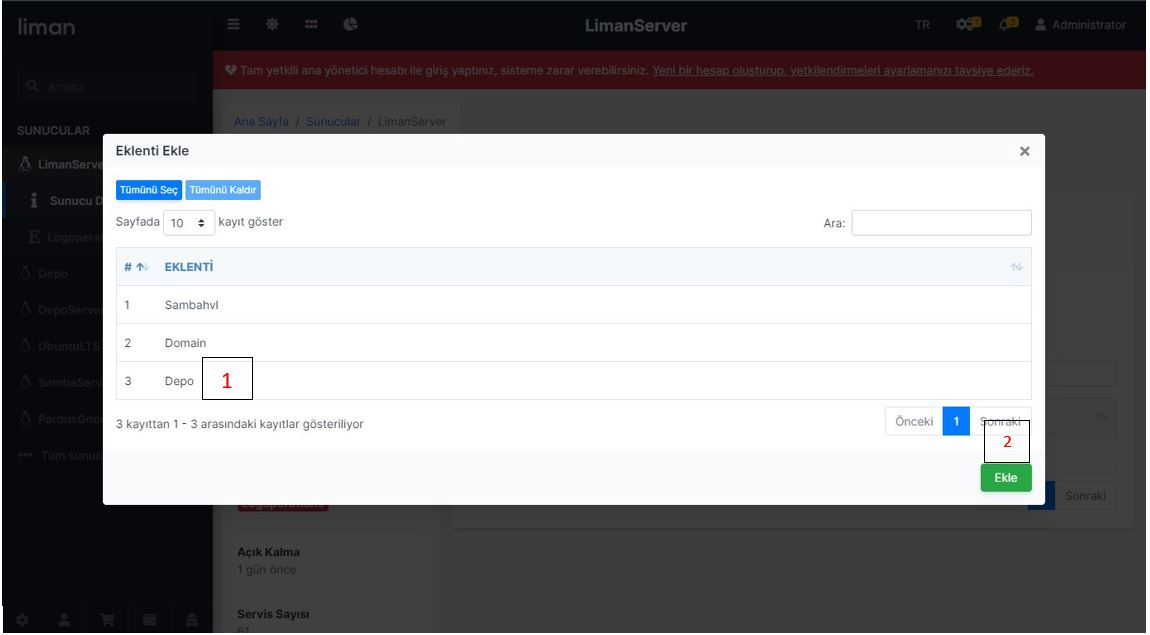 liman
LimanServer
TR
1
3
Administrator
Tam yetkili ana yönetici hesabı ile giriş yaptınız, sisteme zarar verebilirsiniz. Yeni bir hesap oluşturup, yetkilendirmeleri ayarlamanızı tavsiye ederiz.
Arama
Ana Sayfa / Sunucular / LimanServer
SUNUCULAR
LimanServe
Sunucu D
Logoperat
Depo
DepoServe
UbuntuLTS
SambaServ
PardusGno
Tüm sunuc
Eklenti Ekle
×
Tümünü Seç Tümünü Kaldır
Sayfada 10 kayıt göster
Ara:
# EKLENTİ
1 Sambahvl
2 Domain
3 Depo
1
3 kayıttan 1 - 3 arasındaki kayıtlar gösteriliyor
Önceki 1 Sonraki
2
Ekle
Logoperations
Sonraki
Açık Kalma
1 gün önce
Servis Sayısı
61